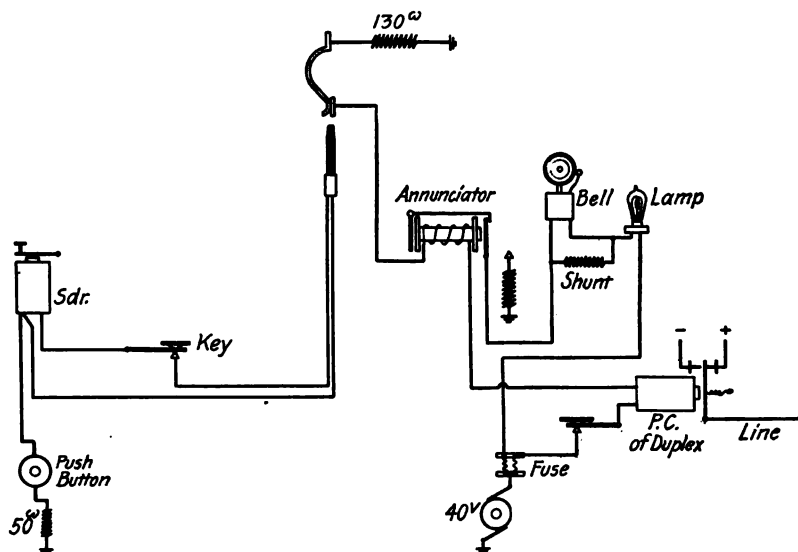 130ω
Annunciator
Bell
Lamp
Shunt
Sdr.
Key
- +
P.C.
of Duplex
Line
Push
Button
Fuse
50ω
40V